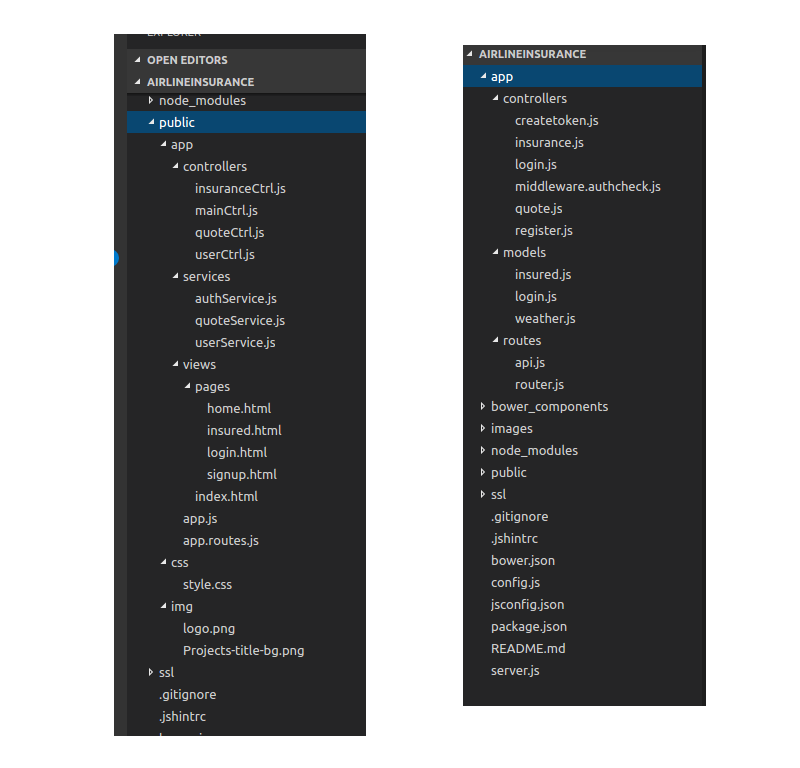 EXPLORER
OPEN EDITORS
AIRLINEINSURANCE
node_modules
public
app
controllers
insuranceCtrl.js
mainCtrl.js
quoteCtrl.js
userCtrl.js
services
authService.js
quoteService.js
userService.js
views
pages
home.html
insured.html
login.html
signup.html
index.html
app.js
app.routes.js
css
style.css
img
logo.png
Projects-title-bg.png
ssl
.gitignore
.jshintrc
AIRLINEINSURANCE
app
controllers
createtoken.js
insurance.js
login.js
middleware.authcheck.js
quote.js
register.js
models
insured.js
login.js
weather.js
routes
api.js
router.js
bower_components
images
node_modules
public
ssl
.gitignore
.jshintrc
bower.json
config.js
jsconfig.json
package.json
README.md
server.js